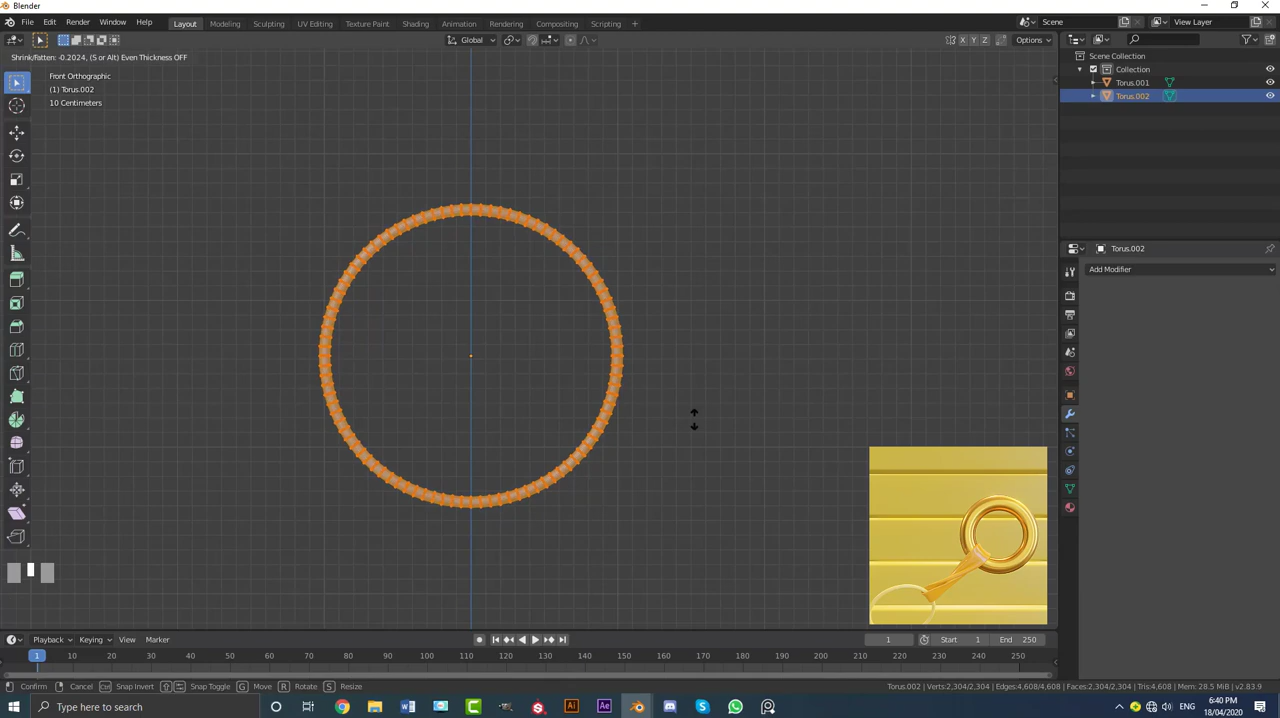 Blender
File Edit Render Window Help
Layout Modeling Sculpting UV Editing Texture Paint Shading Animation Rendering Compositing Scripting +
Scene View Layer
Global X Y Z Options
Shrink/Fatten: -0.2024, (S or Alt) Even Thickness OFF
Front Orthographic
(1) Torus.002
10 Centimeters
Scene Collection
Collection
Torus.001
Torus.002
Torus.002
Add Modifier
Playback Keying View Marker 1 Start 1 End 250
1 10 20 30 40 50 60 70 80 90 100 110 120 130 140 150 160 170 180 190 200 210 220 230 240 250
Confirm Cancel Ctrl Snap Invert Snap Toggle G Move R Rotate S Resize Torus.002 | Verts:2,304/2,304 | Edges:4,608/4,608 | Faces:2,304/2,304 | Tris:4,608 | Mem: 28.5 MiB | v2.83.9
Type here to search 6:40 PM
18/04/2020